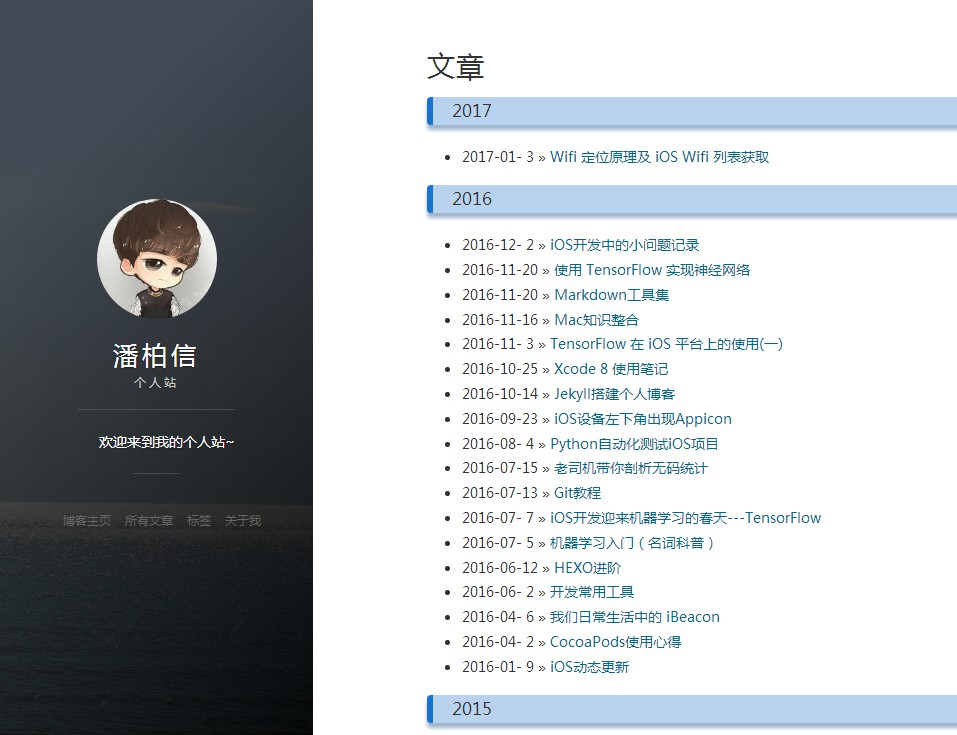 潘柏信
个人站
欢迎来到我的个人站~
博客主页 所有文章 标签 关于我
文章
2017
2017-01- 3 » Wifi 定位原理及 iOS Wifi 列表获取
2016
2016-12- 2 » iOS开发中的小问题记录
2016-11-20 » 使用 TensorFlow 实现神经网络
2016-11-20 » Markdown工具集
2016-11-16 » Mac知识整合
2016-11- 3 » TensorFlow 在 iOS 平台上的使用(一)
2016-10-25 » Xcode 8 使用笔记
2016-10-14 » Jekyll搭建个人博客
2016-09-23 » iOS设备左下角出现Appicon
2016-08- 4 » Python自动化测试iOS项目
2016-07-15 » 老司机带你剖析无码统计
2016-07-13 » Git教程
2016-07- 7 » iOS开发迎来机器学习的春天---TensorFlow
2016-07- 5 » 机器学习入门（名词科普）
2016-06-12 » HEXO进阶
2016-06- 2 » 开发常用工具
2016-04- 6 » 我们日常生活中的 iBeacon
2016-04- 2 » CocoaPods使用心得
2016-01- 9 » iOS动态更新
2015